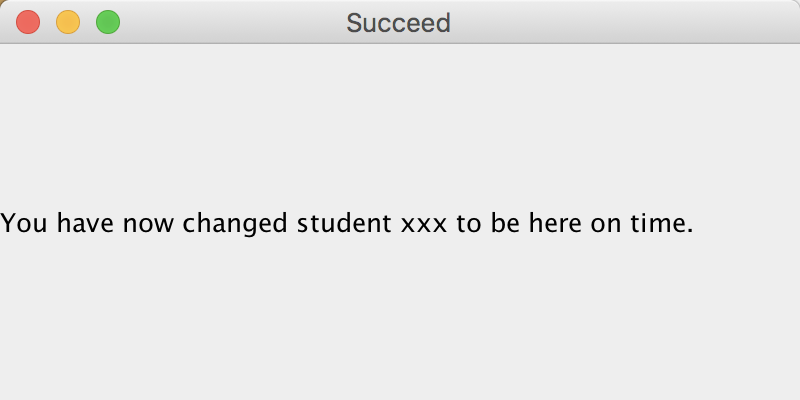 Succeed
You have now changed student xxx to be here on time.